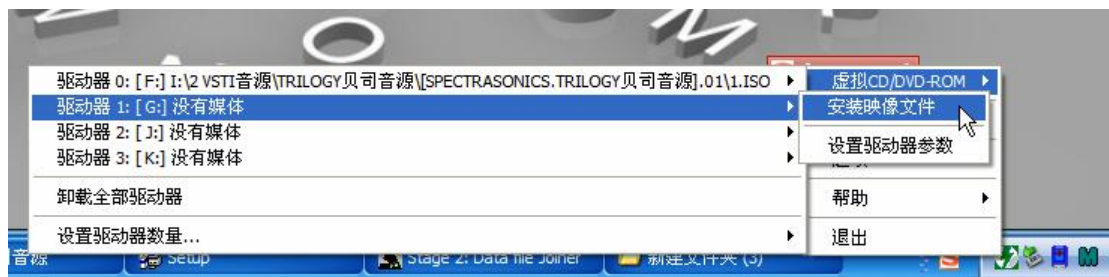 驱动器 0: [F:] I:\2 VSTI音源\TRILOGY贝司音源\[SPECTRASONICS.TRILOGY贝司音源].01\1.ISO
虚拟CD/DVD-ROM
驱动器 1: [G:] 没有媒体
安装映像文件
驱动器 2: [J:] 没有媒体
设置驱动器参数
驱动器 3: [K:] 没有媒体
卸载全部驱动器
帮助
设置驱动器数量...
退出
音源
Setup
Stage 2: Data file Joiner
新建文件夹 (3)